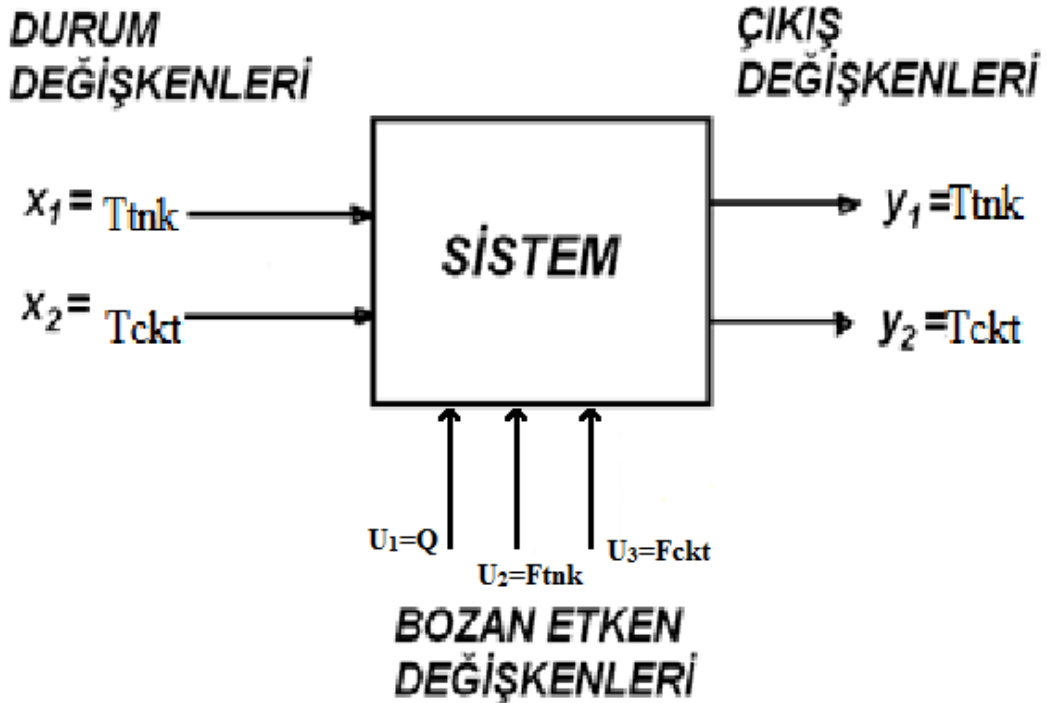 DURUM
DEĞİŞKENLERİ
ÇIKIŞ
DEĞİŞKENLERİ
x₁= Ttnk
x₂= Tckt
SİSTEM
y₁=Ttnk
y₂=Tckt
U₁=Q
U₂=Ftnk
U₃=Fckt
BOZAN ETKEN
DEĞİŞKENLERİ